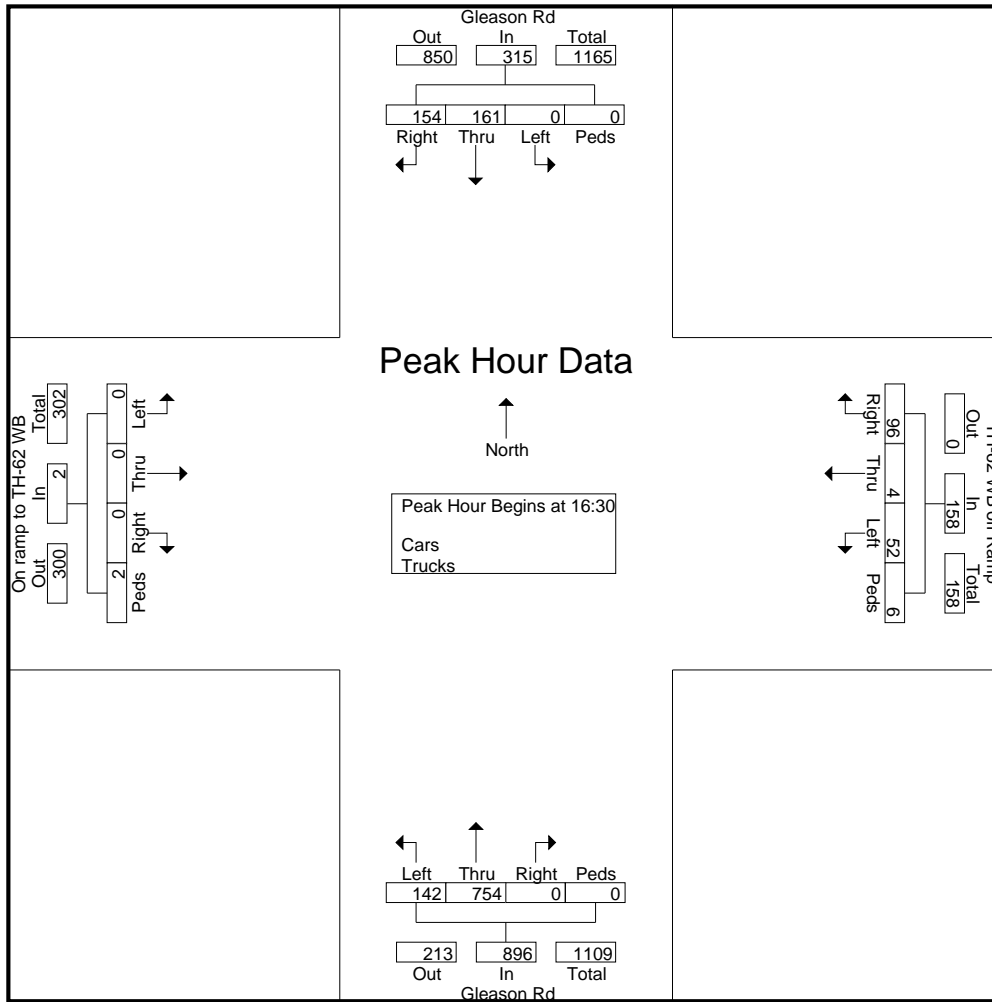 Gleason Rd
Out In Total
850 315 1165
154 161 0 0
Right Thru Left Peds
Peak Hour Data
North
Peak Hour Begins at 16:30
Cars
Trucks
On ramp to TH-62 WB
Total In Out
302 2 300
0 0 0 2
Left Thru Right Peds
Right Thru Left Peds
96 4 52 6
Out In Total
0 158 158
Left Thru Right Peds
142 754 0 0
213 896 1109
Out In Total
Gleason Rd